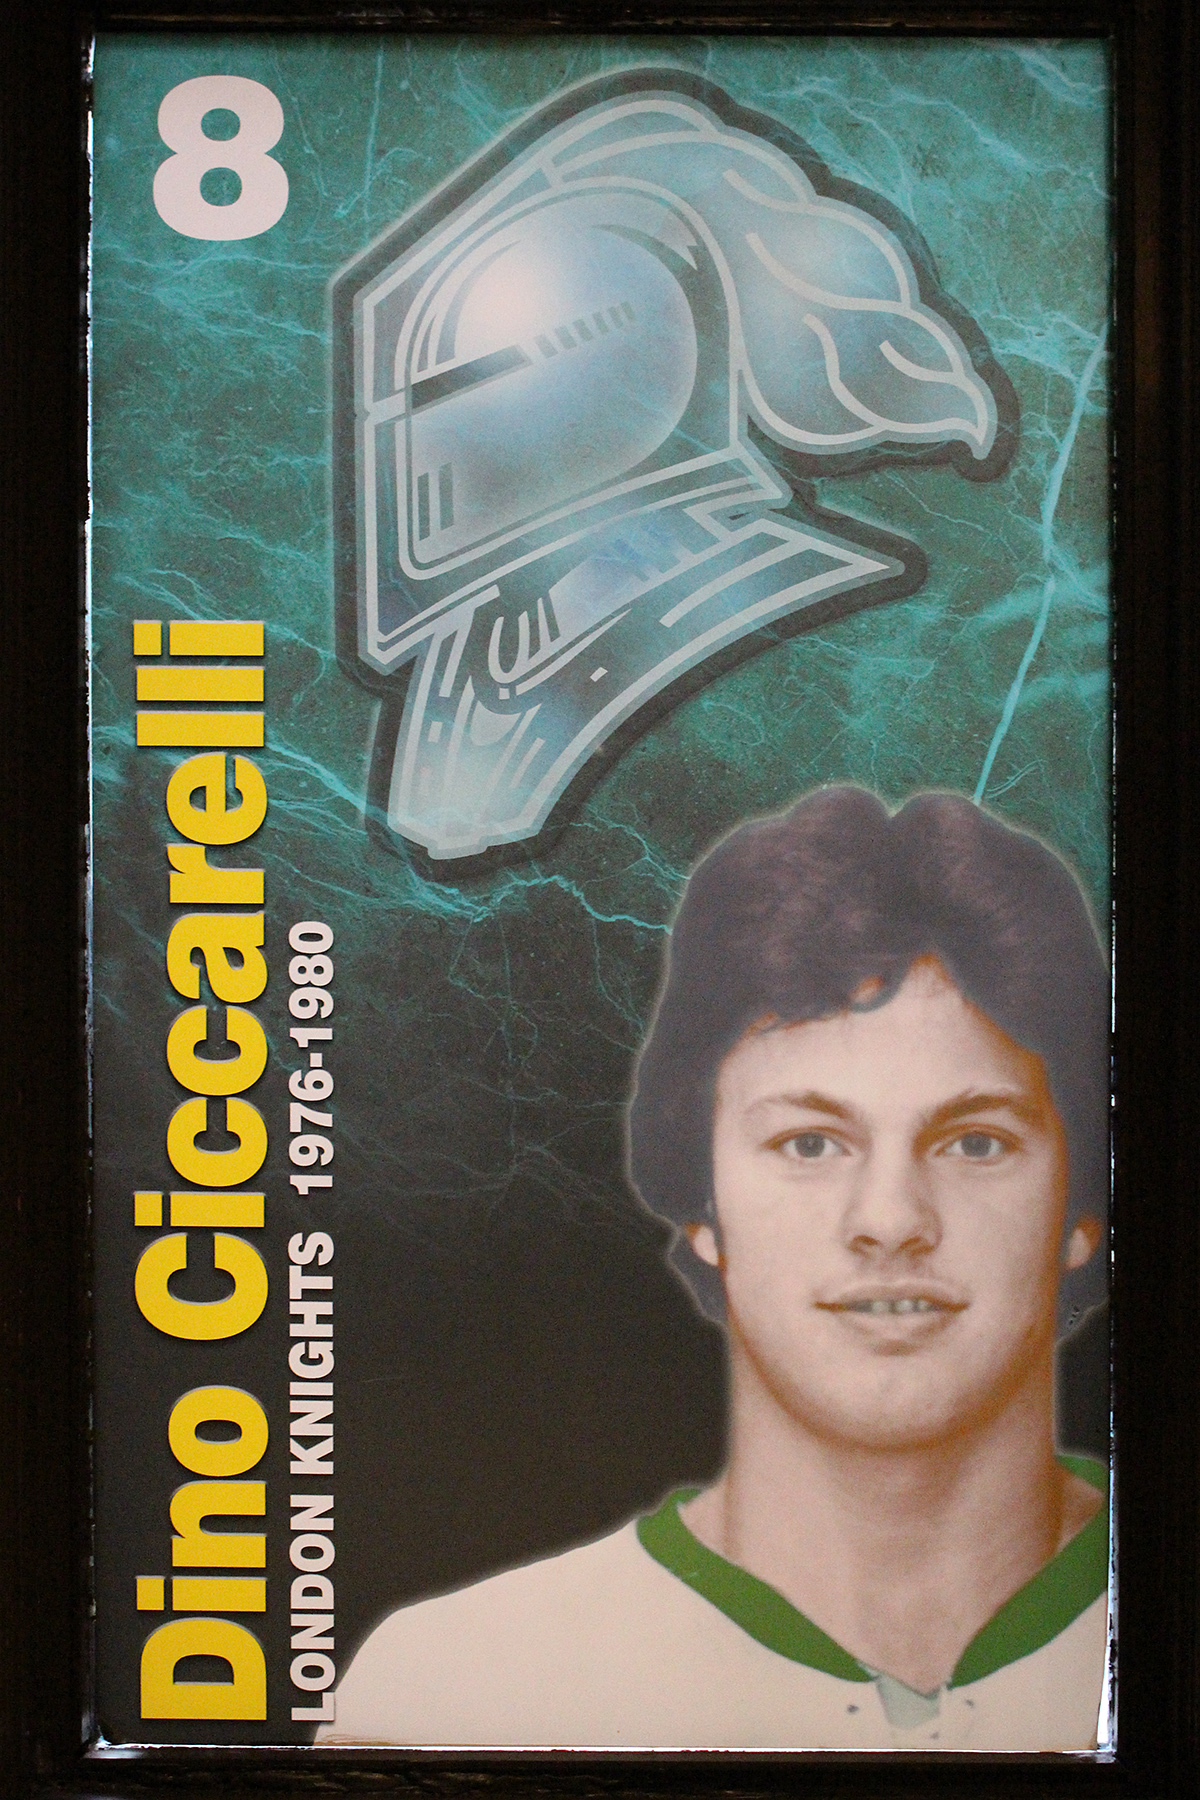 8
Dino Ciccarelli
LONDON KNIGHTS 1976-1980